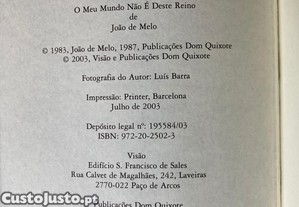 O Meu Mundo Não É Deste Reino
de
João de Melo
© 1983, João de Melo, 1987, Publicações Dom Quixote
© 2003, Visão e Publicações Dom Quixote
Fotografia do Autor: Luís Barra
Impressão: Printer, Barcelona
Julho de 2003
Depósito legal nº: 195584/03
ISBN: 972-20-2502-3
Visão
Edifício S. Francisco de Sales
Rua Calvet de Magalhães, 242, Laveiras
2770-022 Paço de Arcos
Publicações Dom Quixote
CustoJusto.pt